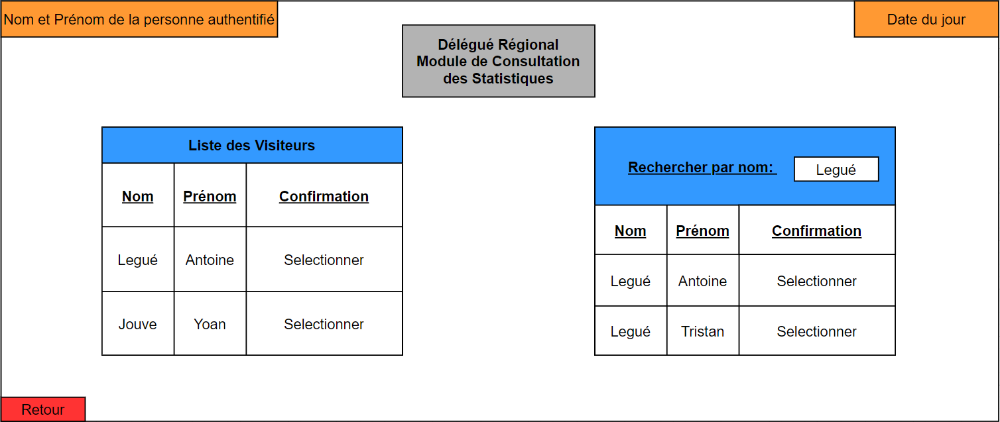 Nom et Prénom de la personne authentifié
Date du jour
Délégué Régional
Module de Consultation
des Statistiques
Liste des Visiteurs
Nom Prénom Confirmation
Legué Antoine Selectionner
Jouve Yoan Selectionner
Rechercher par nom: Legué
Nom Prénom Confirmation
Legué Antoine Selectionner
Legué Tristan Selectionner
Retour